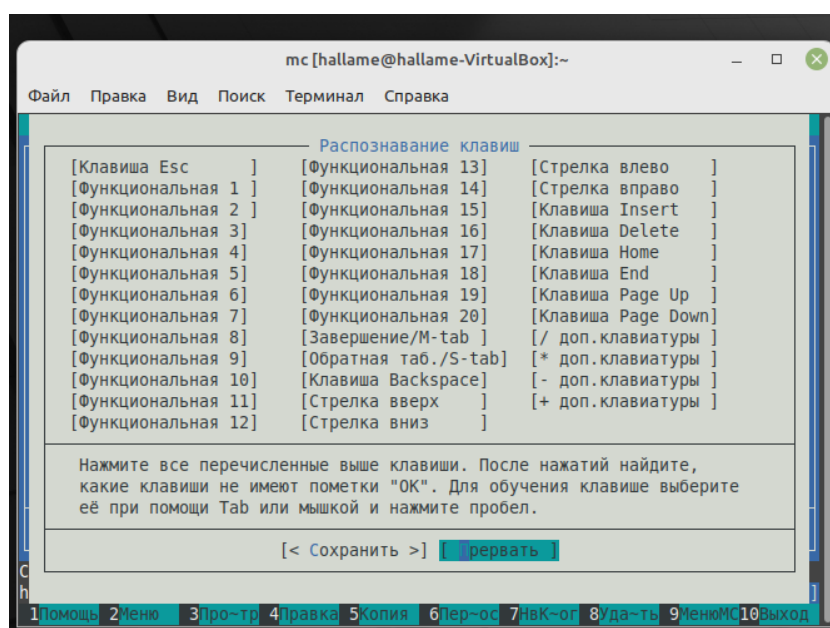 mc [hallame@hallame-VirtualBox]:~
Файл Правка Вид Поиск Терминал Справка
Распознавание клавиш
[Клавиша Esc ] [Функциональная 13] [Стрелка влево ]
[Функциональная 1 ] [Функциональная 14] [Стрелка вправо ]
[Функциональная 2 ] [Функциональная 15] [Клавиша Insert ]
[Функциональная 3] [Функциональная 16] [Клавиша Delete ]
[Функциональная 4] [Функциональная 17] [Клавиша Home ]
[Функциональная 5] [Функциональная 18] [Клавиша End ]
[Функциональная 6] [Функциональная 19] [Клавиша Page Up ]
[Функциональная 7] [Функциональная 20] [Клавиша Page Down]
[Функциональная 8] [Завершение/M-tab ] [/ доп.клавиатуры ]
[Функциональная 9] [Обратная таб./S-tab] [* доп.клавиатуры ]
[Функциональная 10] [Клавиша Backspace] [- доп.клавиатуры ]
[Функциональная 11] [Стрелка вверх ] [+ доп.клавиатуры ]
[Функциональная 12] [Стрелка вниз ]
Нажмите все перечисленные выше клавиши. После нажатий найдите,
какие клавиши не имеют пометки "OK". Для обучения клавише выберите
её при помощи Tab или мышкой и нажмите пробел.
[< Сохранить >] [ Прервать ]
С
h ]
1Помощь 2Меню 3Про~тр 4Правка 5Копия 6Пер~ос 7НвК~ог 8Уда~ть 9МенюMC 10Выход